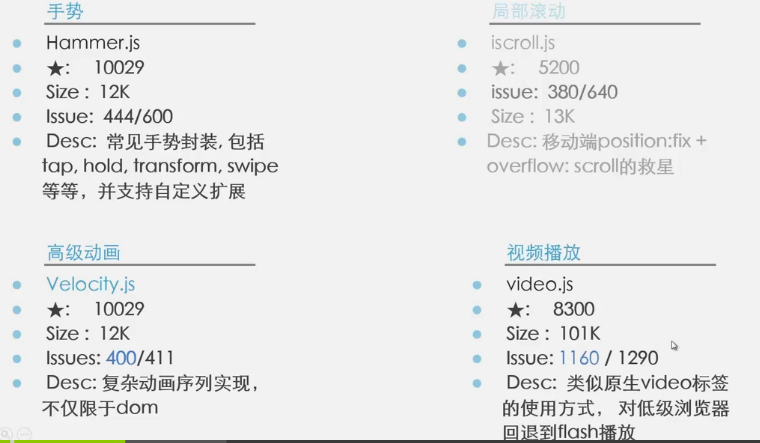 手势
Hammer.js
★: 10029
Size : 12K
Issue: 444/600
Desc: 常见手势封装, 包括
tap, hold, transform, swipe
等等，并支持自定义扩展
局部滚动
iscroll.js
★: 5200
issue: 380/640
Size : 13K
Desc: 移动端position:fix +
overflow: scroll的救星
高级动画
Velocity.js
★: 10029
Size : 12K
Issues: 400/411
Desc: 复杂动画序列实现，
不仅限于dom
视频播放
video.js
★: 8300
Size : 101K
Issue: 1160 / 1290
Desc: 类似原生video标签
的使用方式， 对低级浏览器
回退到flash播放